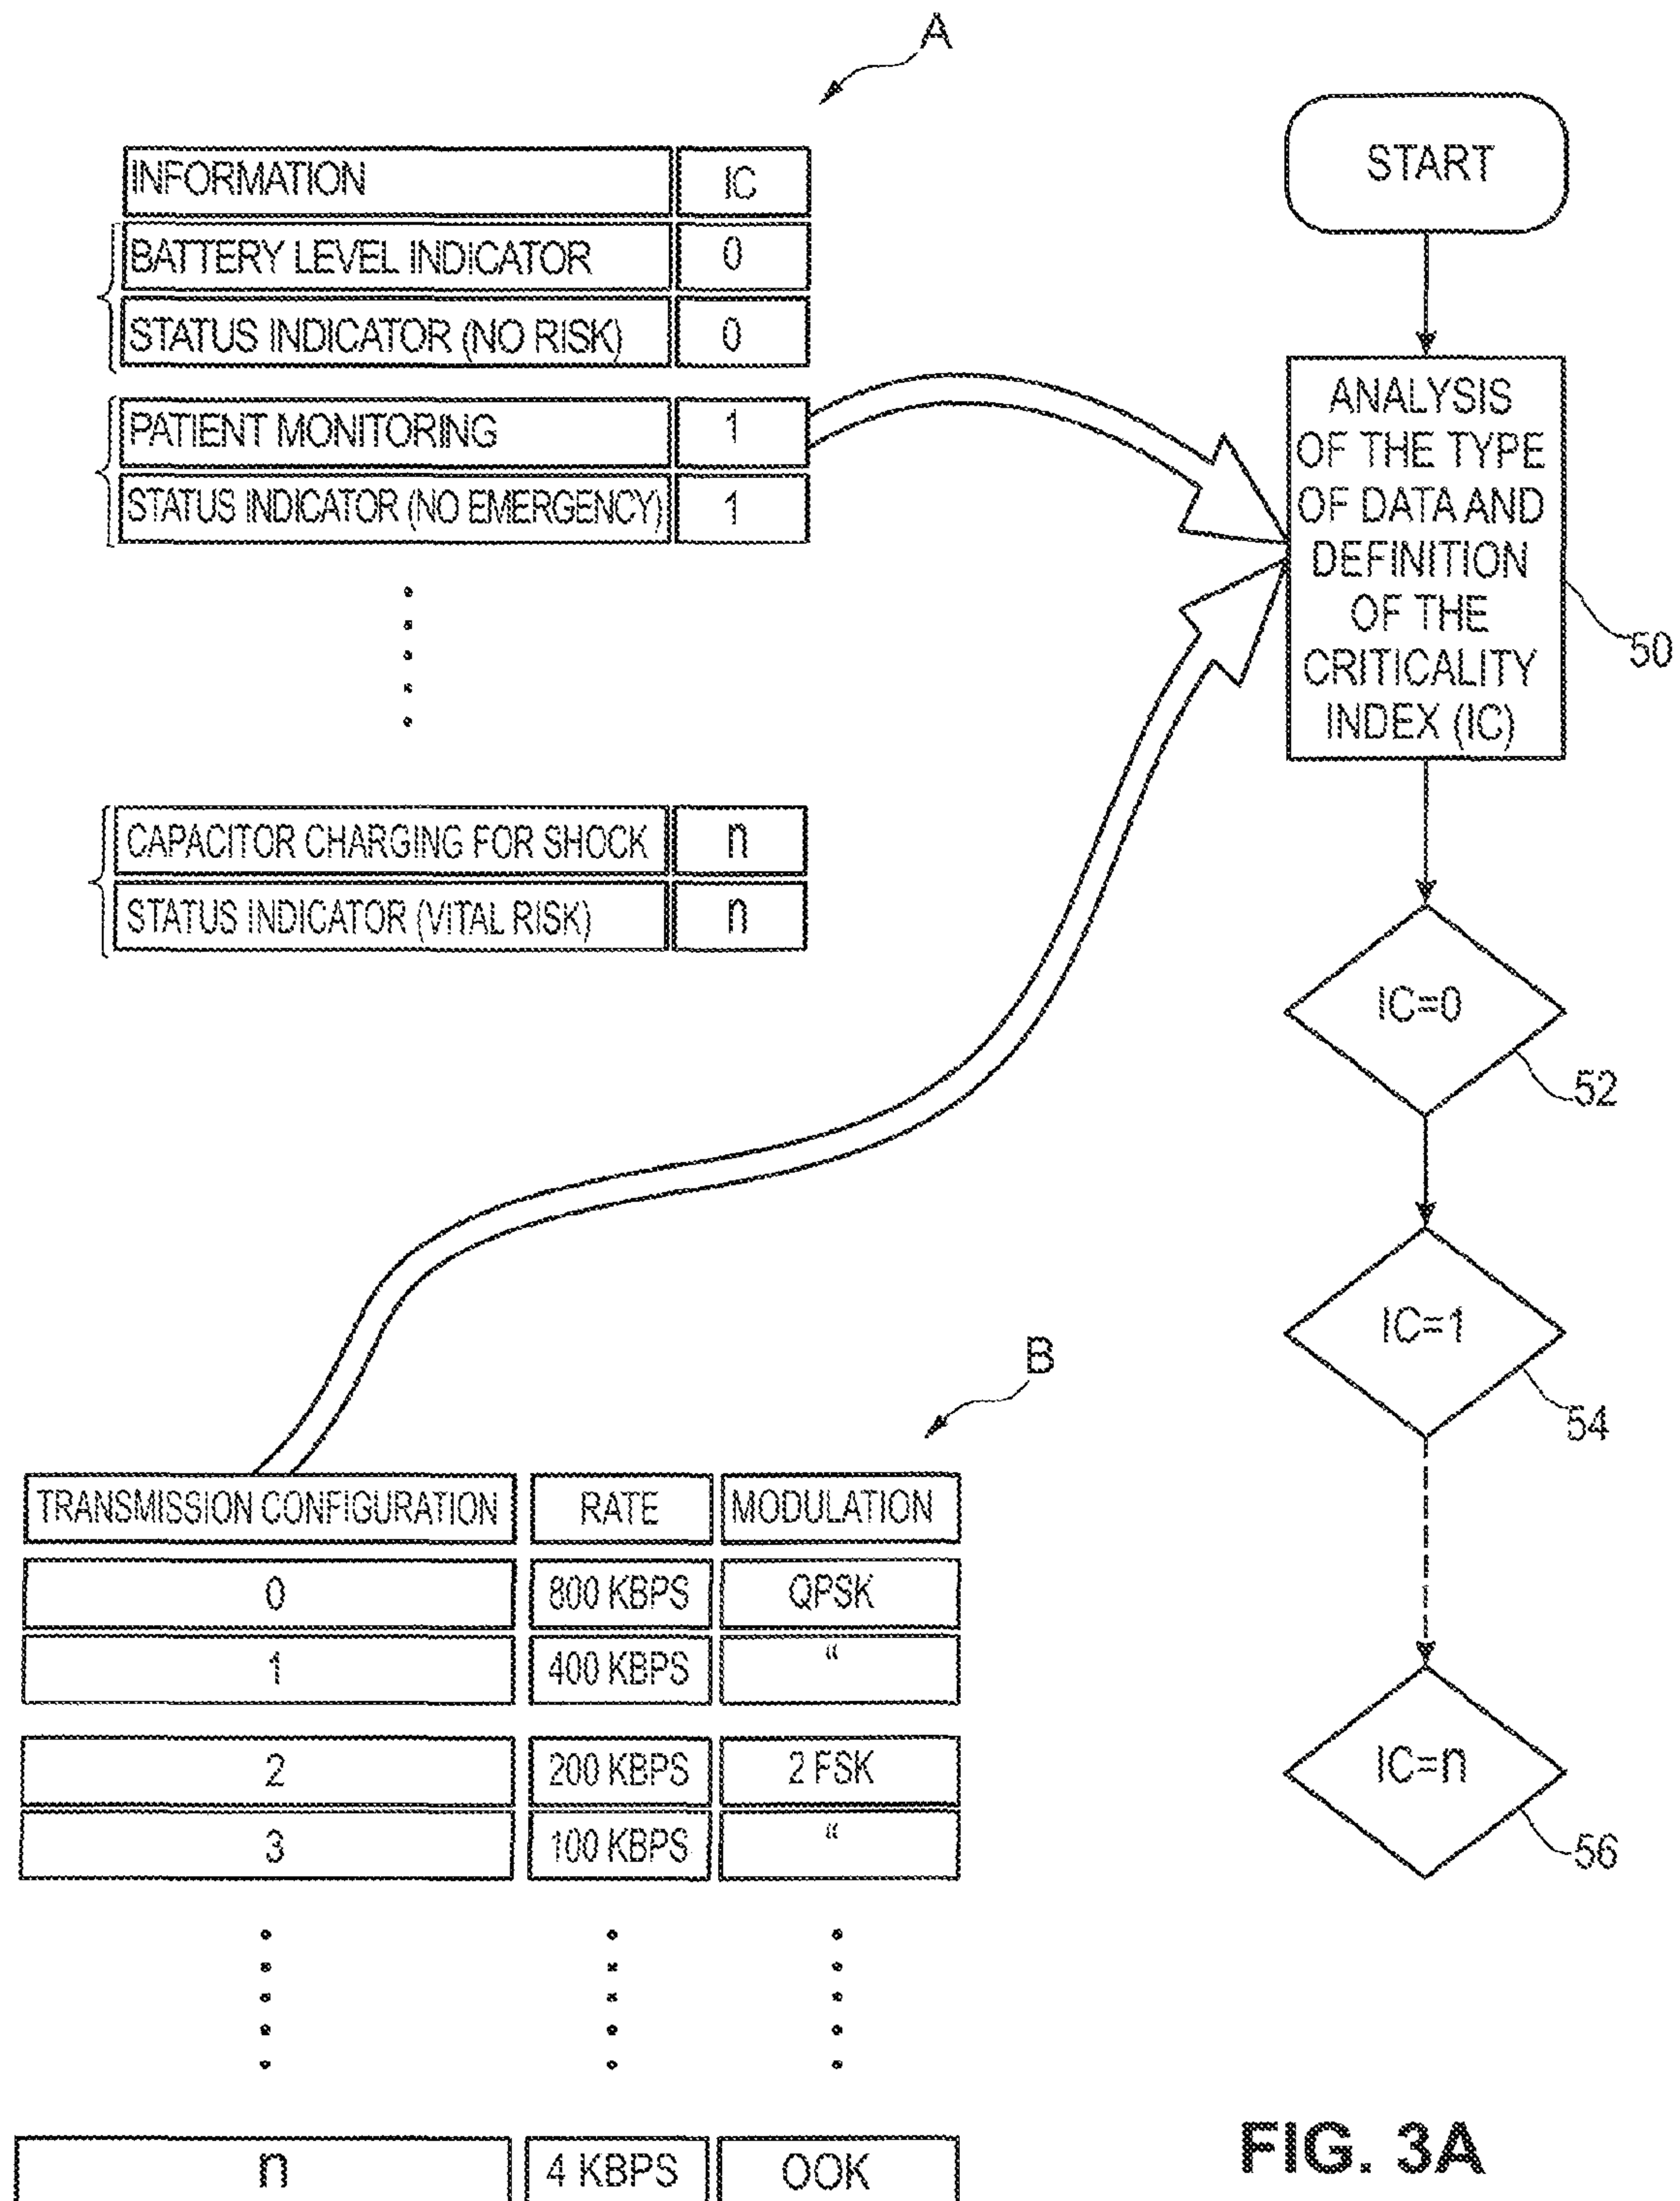 A
INFORMATION IC
BATTERY LEVEL INDICATOR 0
STATUS INDICATOR (NO RISK) 0
PATIENT MONITORING 1
STATUS INDICATOR (NO EMERGENCY) 1
CAPACITOR CHARGING FOR SHOCK n
STATUS INDICATOR (VITAL RISK) n
START
ANALYSIS
OF THE TYPE
OF DATA AND
DEFINITION
OF THE
CRITICALITY
INDEX (IC)
50
IC=0
52
IC=1
54
IC=n
56
B
TRANSMISSION CONFIGURATION RATE MODULATION
0 800 KBPS QPSK
1 400 KBPS "
2 200 KBPS 2 FSK
3 100 KBPS "
n 4 KBPS OOK
FIG. 3A